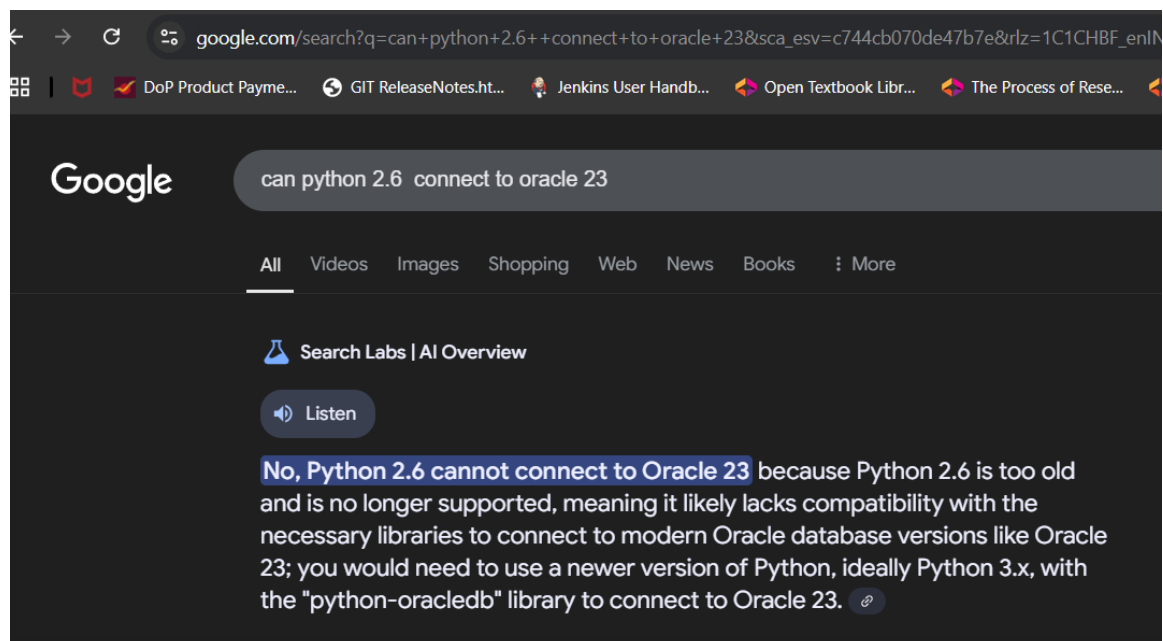 google.com/search?q=can+python+2.6++connect+to+oracle+23&sca_esv=c744cb070de47b7e&rlz=1C1CHBF_enIN
DoP Product Payme... GIT ReleaseNotes.ht... Jenkins User Handb... Open Textbook Libr... The Process of Rese...
Google can python 2.6  connect to oracle 23
All Videos Images Shopping Web News Books More
Search Labs | AI Overview
Listen
No, Python 2.6 cannot connect to Oracle 23 because Python 2.6 is too old
and is no longer supported, meaning it likely lacks compatibility with the
necessary libraries to connect to modern Oracle database versions like Oracle
23; you would need to use a newer version of Python, ideally Python 3.x, with
the "python-oracledb" library to connect to Oracle 23.